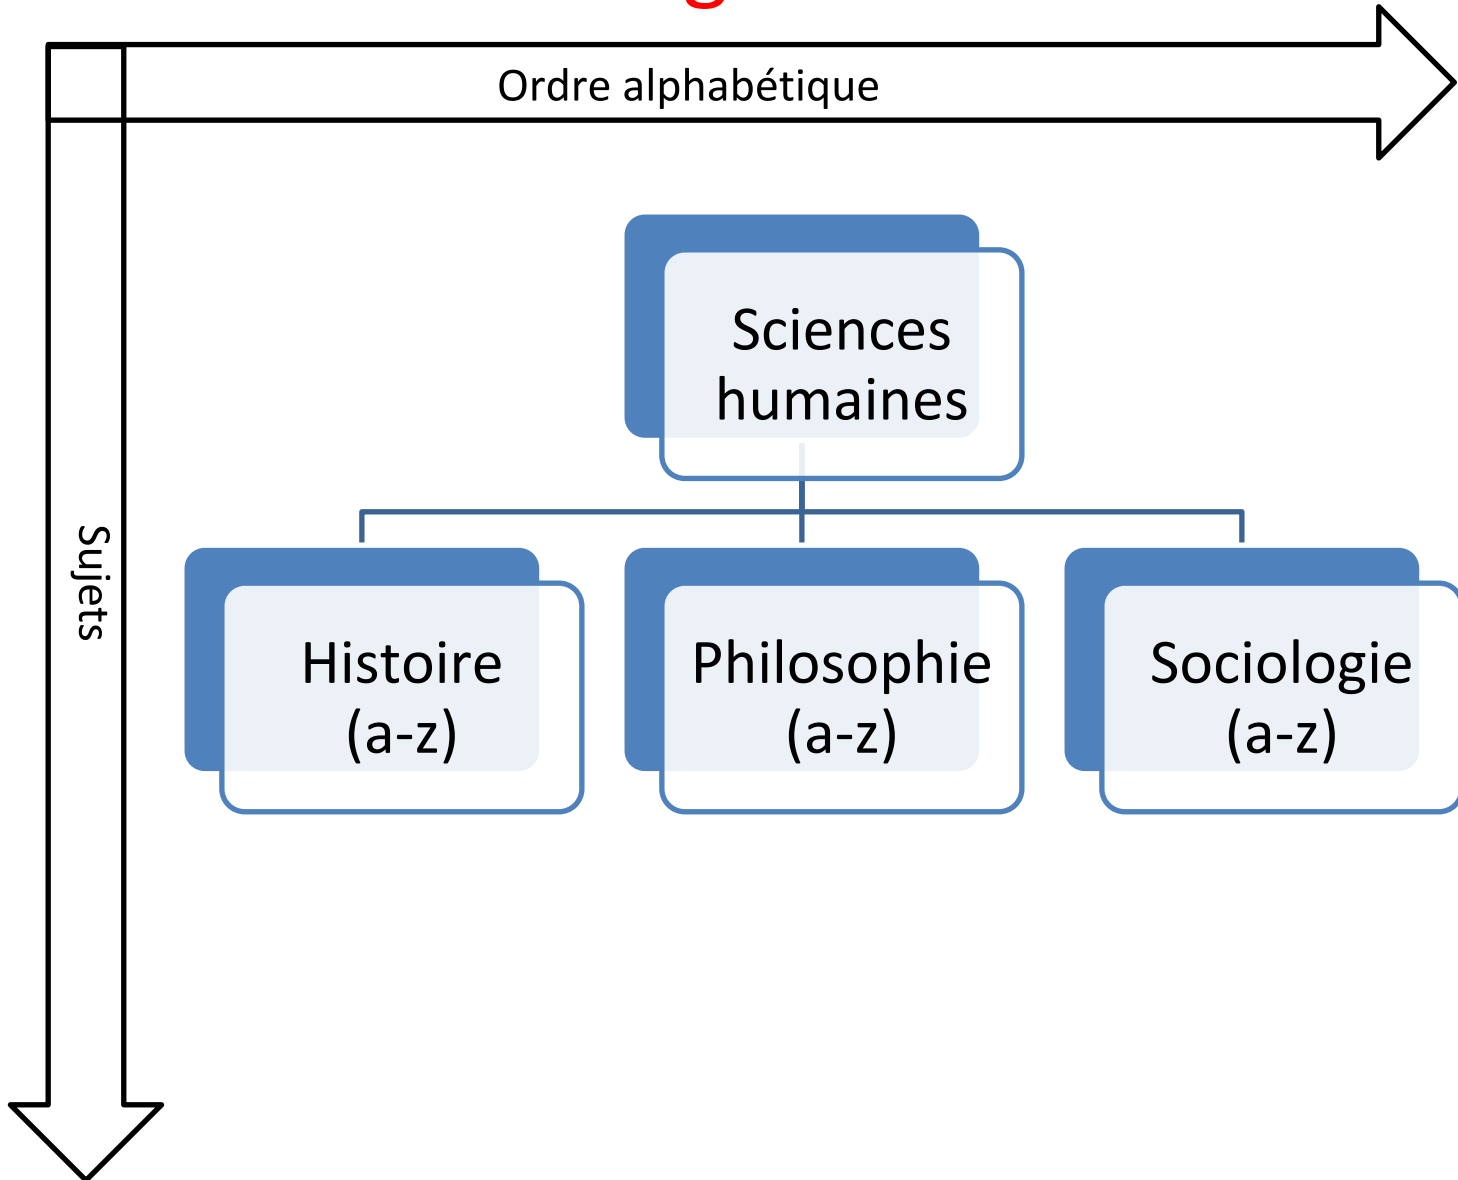 Ordre alphabétique
Sciences
humaines
Sujets
Histoire
(a-z)
Philosophie
(a-z)
Sociologie
(a-z)